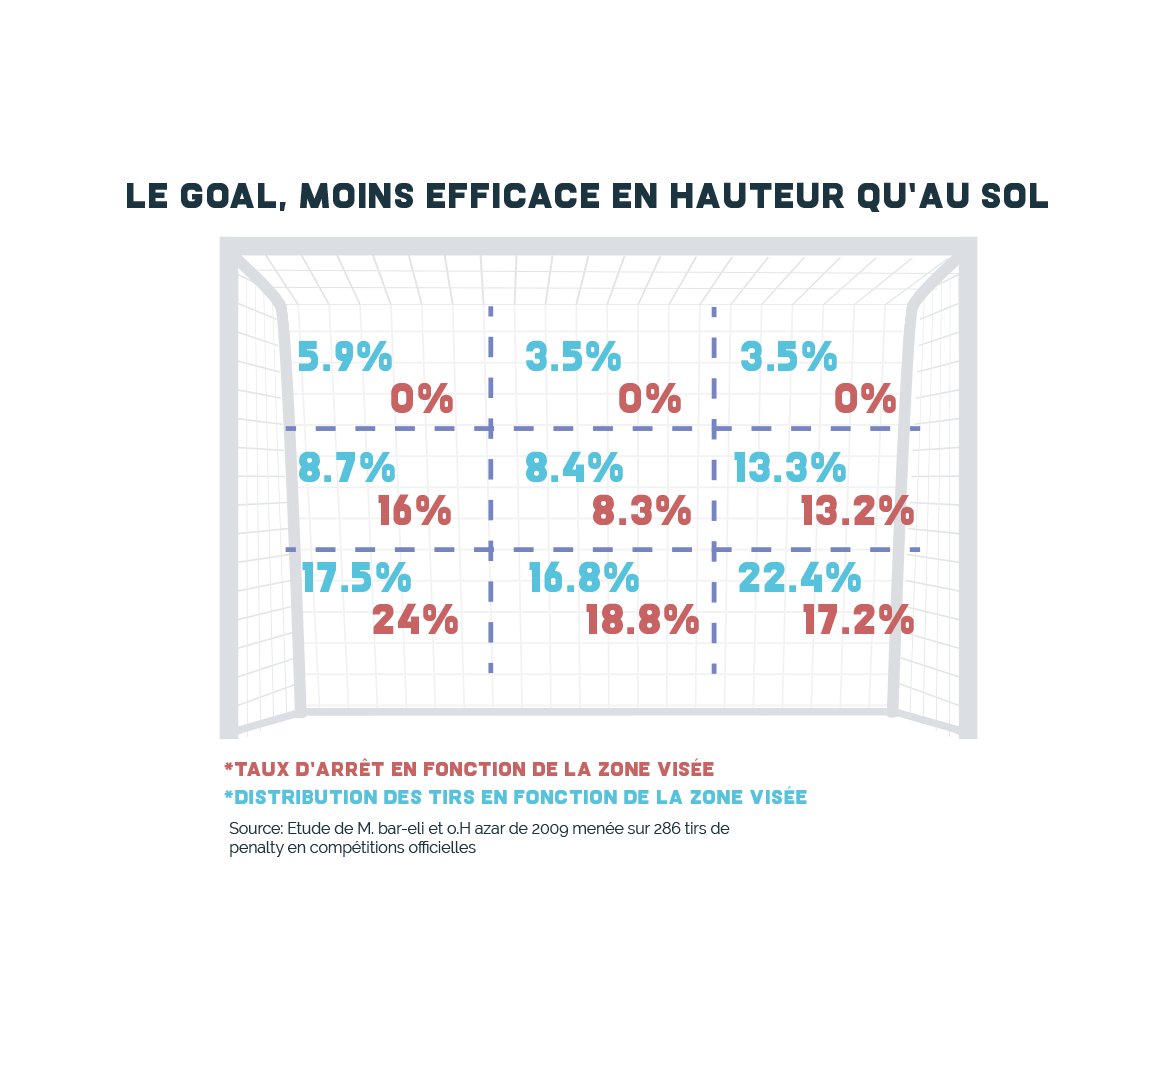 LE GOAL, MOINS EFFICACE EN HAUTEUR QU'AU SOL
5.9% 3.5% 3.5%
0% 0% 0%
8.7% 8.4% 13.3%
16% 8.3% 13.2%
17.5% 16.8% 22.4%
24% 18.8% 17.2%
*TAUX D'ARRÊT EN FONCTION DE LA ZONE VISÉE
*DISTRIBUTION DES TIRS EN FONCTION DE LA ZONE VISÉE
Source: Etude de M. bar-eli et o.H azar de 2009 menée sur 286 tirs de
penalty en compétitions officielles